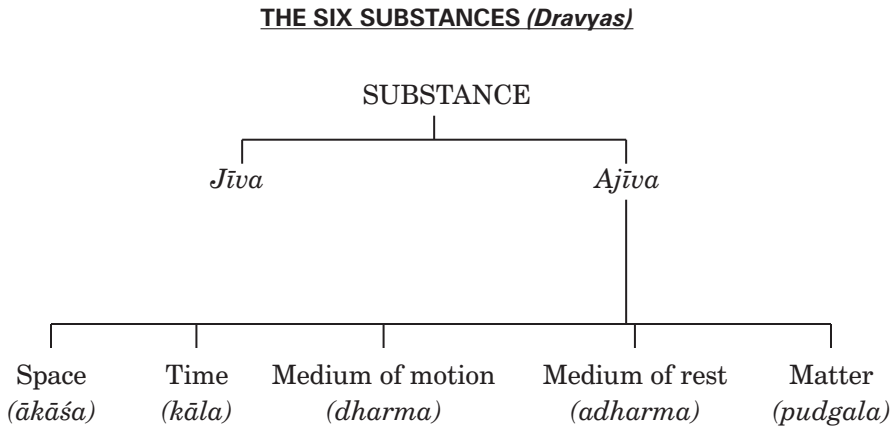 THE SIX SUBSTANCES (Dravyas)
SUBSTANCE
Jīva Ajīva
Space Time Medium of motion Medium of rest Matter
(ākāśa) (kāla) (dharma) (adharma) (pudgala)